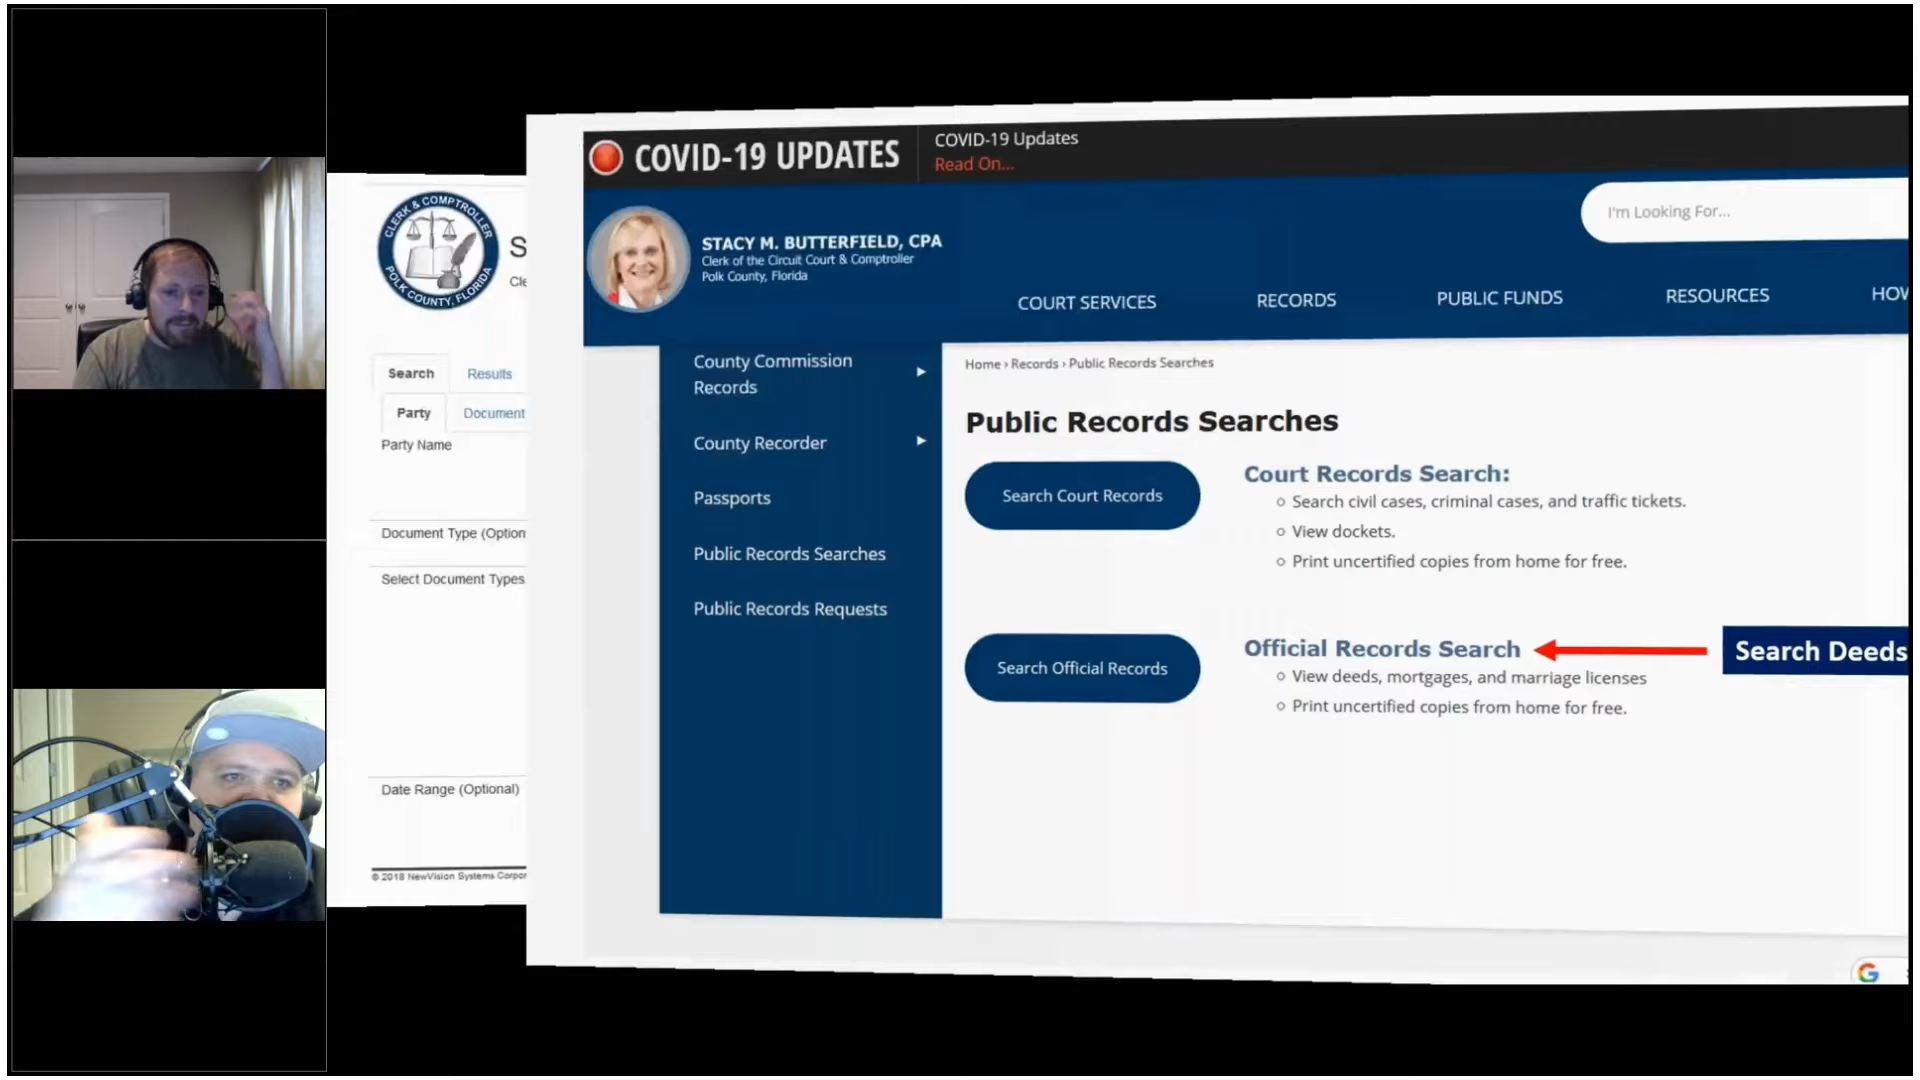 CLERK & COMPTROLLER
POLK COUNTY, FLORIDA
S
Cle
Search
Results
Party
Document
Party Name
Document Type (Option
Select Document Types
Date Range (Optional)
© 2018 NewVision Systems Corpor
COVID-19 UPDATES
COVID-19 Updates
Read On...
I'm Looking For...
STACY M. BUTTERFIELD, CPA
Clerk of the Circuit Court & Comptroller
Polk County, Florida
COURT SERVICES
RECORDS
PUBLIC FUNDS
RESOURCES
HOW
County Commission
Records
County Recorder
Passports
Public Records Searches
Public Records Requests
Home › Records › Public Records Searches
Public Records Searches
Search Court Records
Court Records Search:
Search civil cases, criminal cases, and traffic tickets.
View dockets.
Print uncertified copies from home for free.
Search Official Records
Official Records Search
View deeds, mortgages, and marriage licenses
Print uncertified copies from home for free.
Search Deeds
G